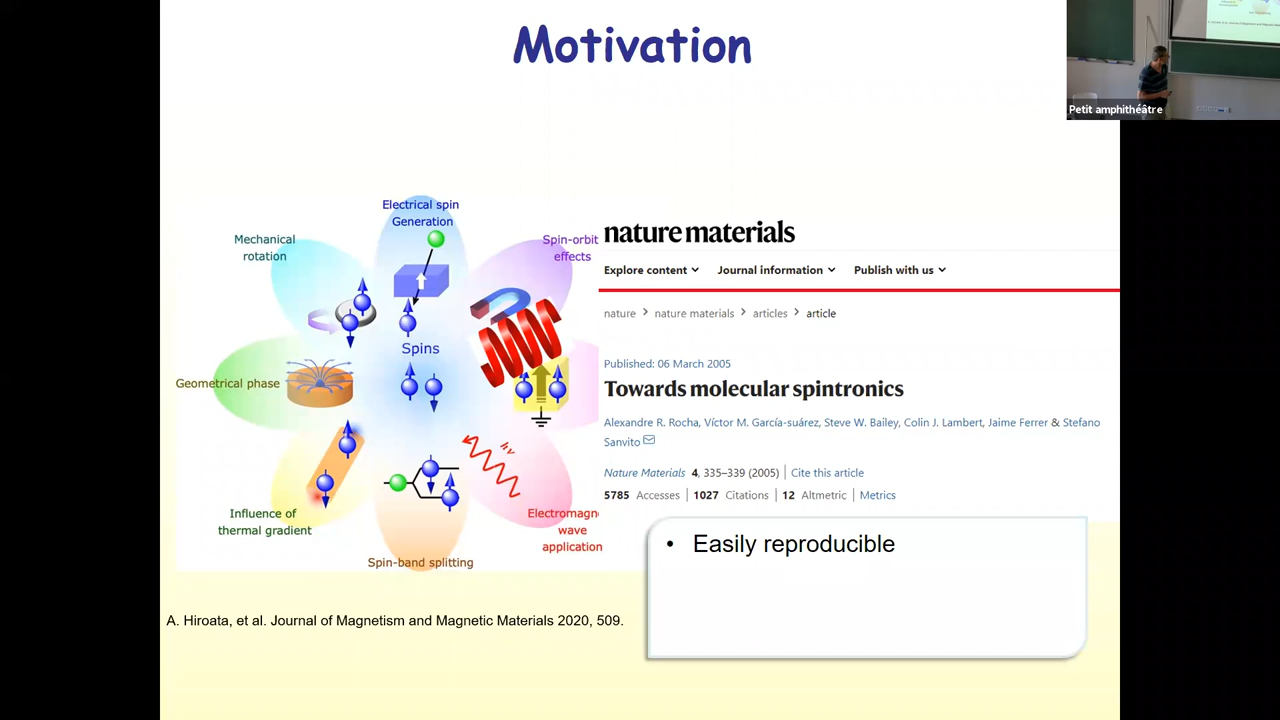 Motivation
Petit amphithéâtre
Electrical spin
Generation
Mechanical
rotation
Spin-orbit
effects
Spins
Geometrical phase
hν
Influence of
thermal gradient
Electromagne
wave
application
Spin-band splitting
A. Hiroata, et al. Journal of Magnetism and Magnetic Materials 2020, 509.
nature materials
Explore content Journal information Publish with us
nature > nature materials > articles > article
Published: 06 March 2005
Towards molecular spintronics
Alexandre R. Rocha, Víctor M. García-suárez, Steve W. Bailey, Colin J. Lambert, Jaime Ferrer & Stefano
Sanvito
Nature Materials 4, 335–339 (2005) | Cite this article
5785 Accesses | 1027 Citations | 12 Altmetric | Metrics
• Easily reproducible